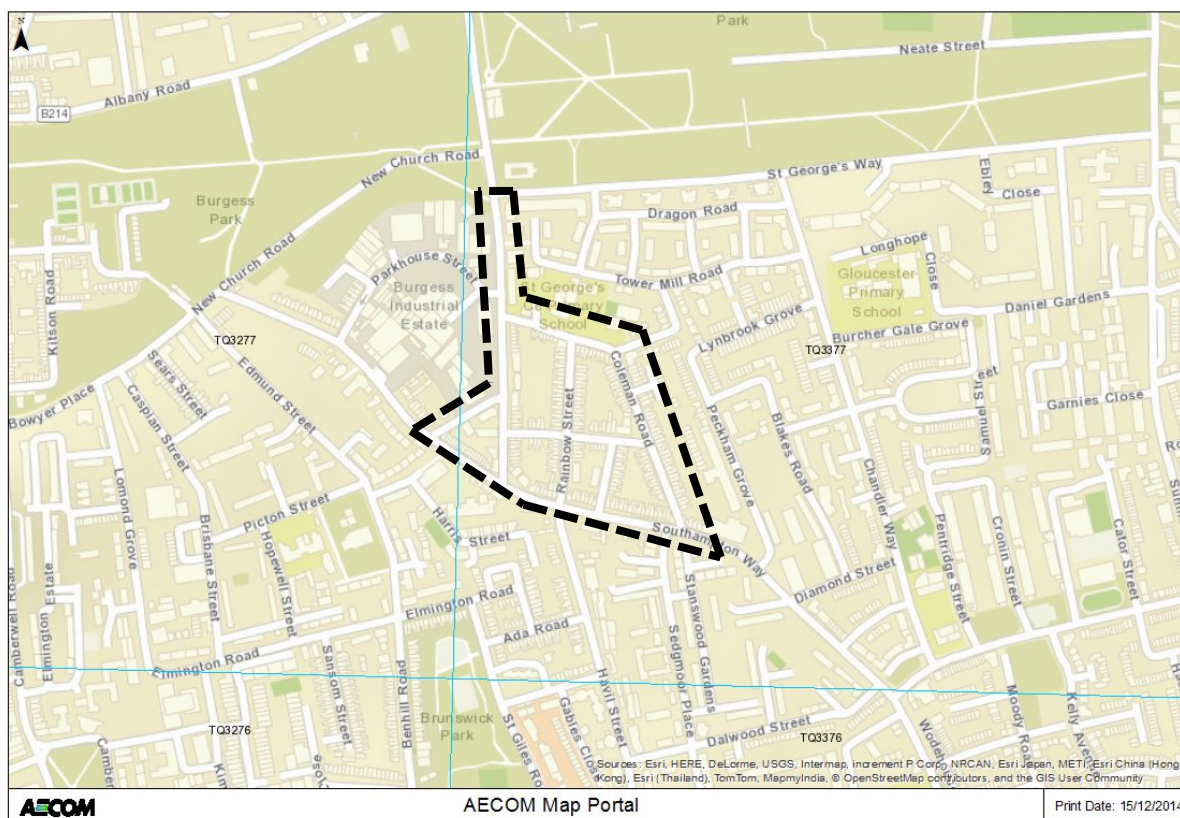 N
Park
Neate Street
Albany Road
B214
New Church Road
St George's Way
Ebley
Close
Burgess
Park
Dragon Road
Longhope
Close
Parkhouse Street
Tower Mill Road
Gloucester
Primary
School
Burgess
Industrial
Estate
St George's
School
New Church Road
Kitson Road
Daniel Gardens
Lynbrook Grove
Burcher Gale Grove
TQ3277
TQ3377
Sears Street
Edmund Street
Coleman Road
Bowyer Place
Caspian Street
Rainbow Street
Samuel St
eet
Garnies Close
Peckham Grove
Blakes Road
Lomond Grove
Chandler Way
Picton Street
Brisbane Street
Hopewell Street
Harris Street
Southampton Way
Pentridge Street
Cronin Street
Cator Street
Camberwell Road
Elmington Estate
Diamond Street
Stanswood Gardens
Elmington Road
Ada Road
Sedgmoor Place
Elmington Road
Sansom Street
Benhill Road
Havil Street
Gables Close
Brunswick
Park
St Giles Ro
Dalwood Street
Moody Road
Kelly Avenue
TQ3276
TQ3376
Camber
Sources: Esri, HERE, DeLorme, USGS, Intermap, increment P Corp., NRCAN, Esri Japan, METI, Esri China (Hong
Kong), Esri (Thailand), TomTom, MapmyIndia, © OpenStreetMap contributors, and the GIS User Community
AECOM
AECOM Map Portal
Print Date: 15/12/2014